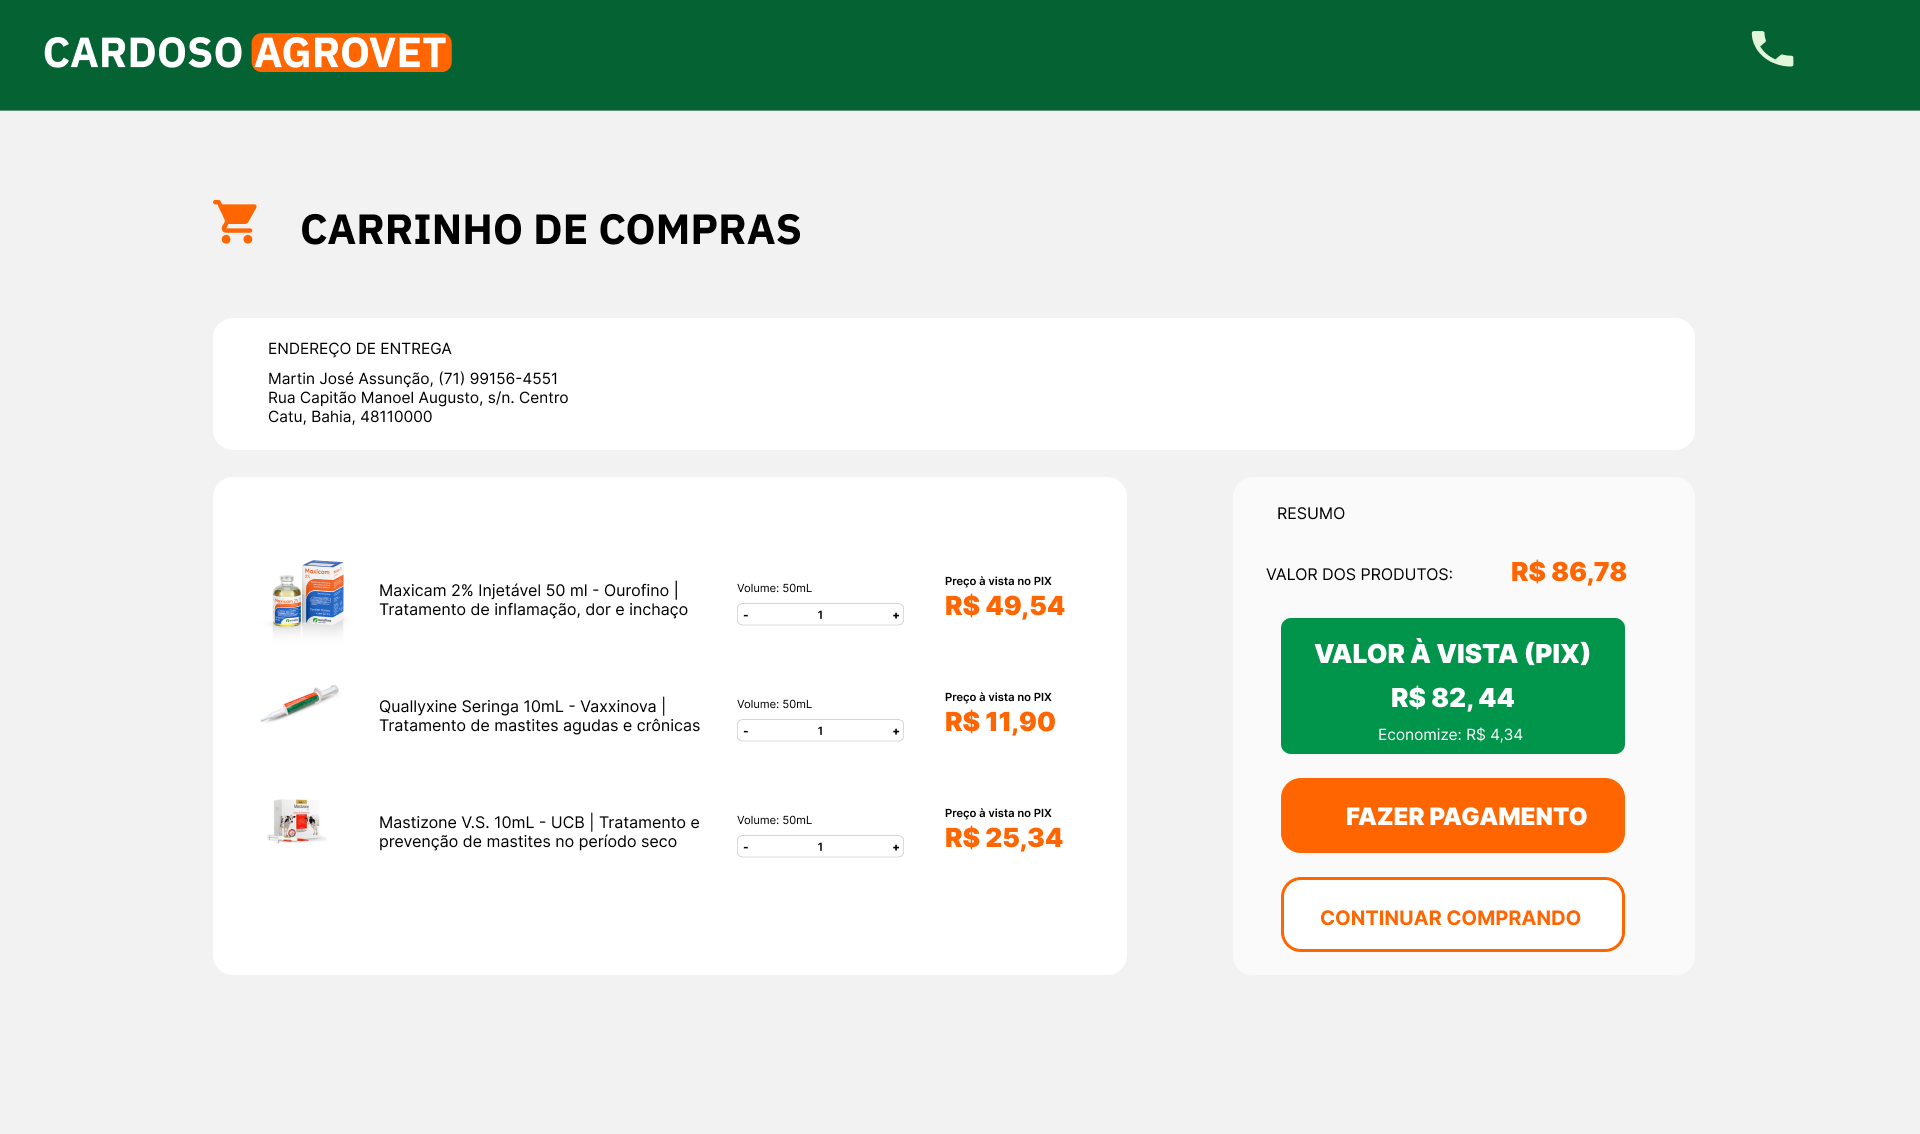 CARDOSO AGROVET
CARRINHO DE COMPRAS
ENDEREÇO DE ENTREGA
Martin José Assunção, (71) 99156-4551
Rua Capitão Manoel Augusto, s/n. Centro
Catu, Bahia, 48110000
Maxicam 2% Injetável 50 ml - Ourofino |
Tratamento de inflamação, dor e inchaço
Volume: 50mL
- 1 +
Preço à vista no PIX
R$ 49,54
Quallyxine Seringa 10mL - Vaxxinova |
Tratamento de mastites agudas e crônicas
Volume: 50mL
- 1 +
Preço à vista no PIX
R$ 11,90
Mastizone V.S. 10mL - UCB | Tratamento e
prevenção de mastites no período seco
Volume: 50mL
- 1 +
Preço à vista no PIX
R$ 25,34
RESUMO
VALOR DOS PRODUTOS: R$ 86,78
VALOR À VISTA (PIX)
R$ 82, 44
Economize: R$ 4,34
FAZER PAGAMENTO
CONTINUAR COMPRANDO